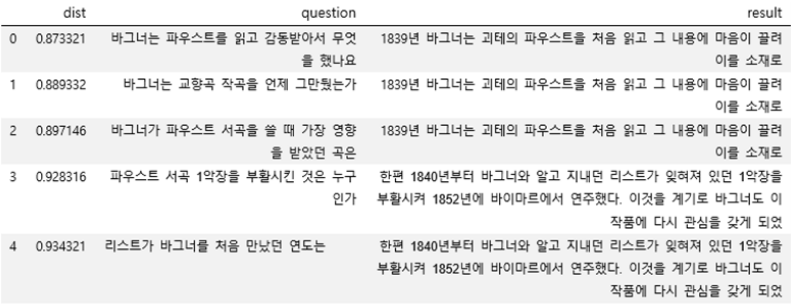 dist question result
0 0.873321 바그너는 파우스트를 읽고 감동받아서 무엇 1839년 바그너는 괴테의 파우스트을 처음 읽고 그 내용에 마음이 끌려
을 했나요 이를 소재로
1 0.889332 바그너는 교향곡 작곡을 언제 그만뒀는가 1839년 바그너는 괴테의 파우스트을 처음 읽고 그 내용에 마음이 끌려
이를 소재로
2 0.897146 바그너가 파우스트 서곡을 쓸 때 가장 영향 1839년 바그너는 괴테의 파우스트을 처음 읽고 그 내용에 마음이 끌려
을 받았던 곡은 이를 소재로
3 0.928316 파우스트 서곡 1악장을 부활시킨 것은 누구 한편 1840년부터 바그너와 알고 지내던 리스트가 잊혀져 있던 1악장을
인가 부활시켜 1852년에 바이마르에서 연주했다. 이것을 계기로 바그너도 이
작품에 다시 관심을 갖게 되었
4 0.934321 리스트가 바그너를 처음 만났던 연도는 한편 1840년부터 바그너와 알고 지내던 리스트가 잊혀져 있던 1악장을
부활시켜 1852년에 바이마르에서 연주했다. 이것을 계기로 바그너도 이
작품에 다시 관심을 갖게 되었